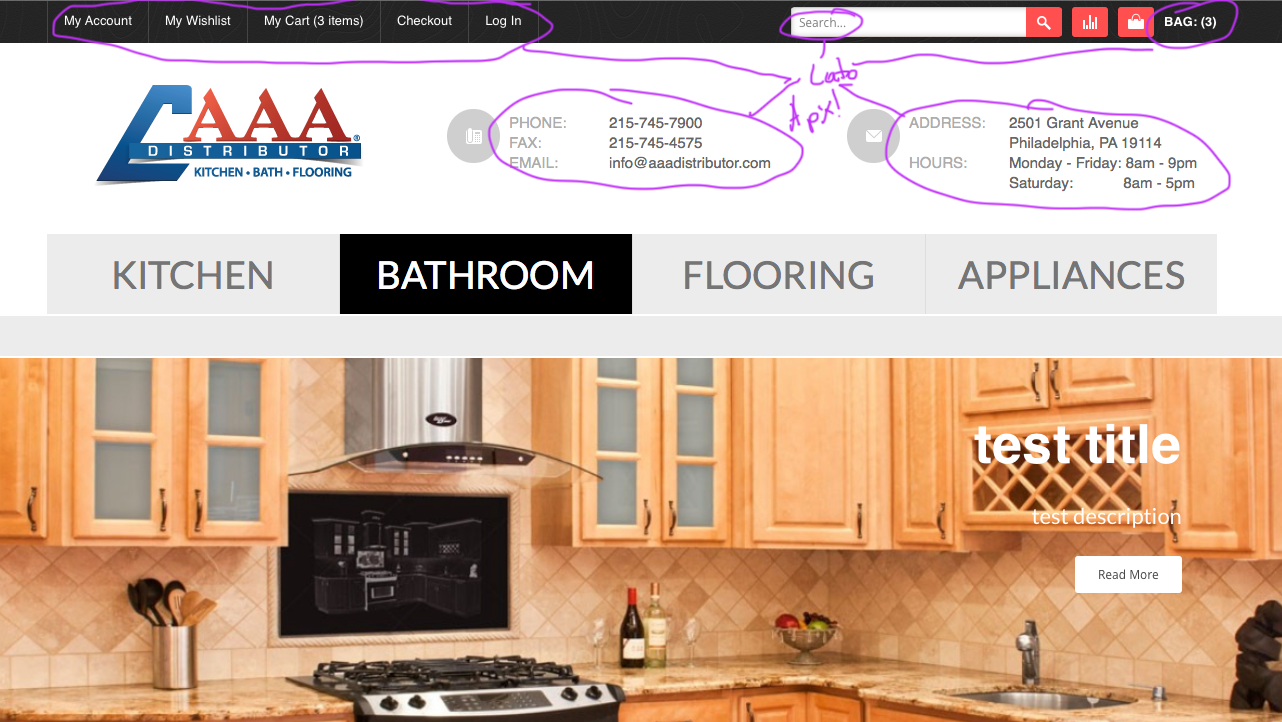 My Account My Wishlist My Cart (3 items) Checkout Log In Search... BAG: (3)
Lato
AAA®
DISTRIBUTOR
KITCHEN • BATH • FLOORING
PHONE: 215-745-7900
FAX: 215-745-4575
EMAIL: info@aaadistributor.com
ADDRESS: 2501 Grant Avenue
Philadelphia, PA 19114
HOURS: Monday - Friday: 8am - 9pm
Saturday: 8am - 5pm
KITCHEN BATHROOM FLOORING APPLIANCES
test title
test description
Read More